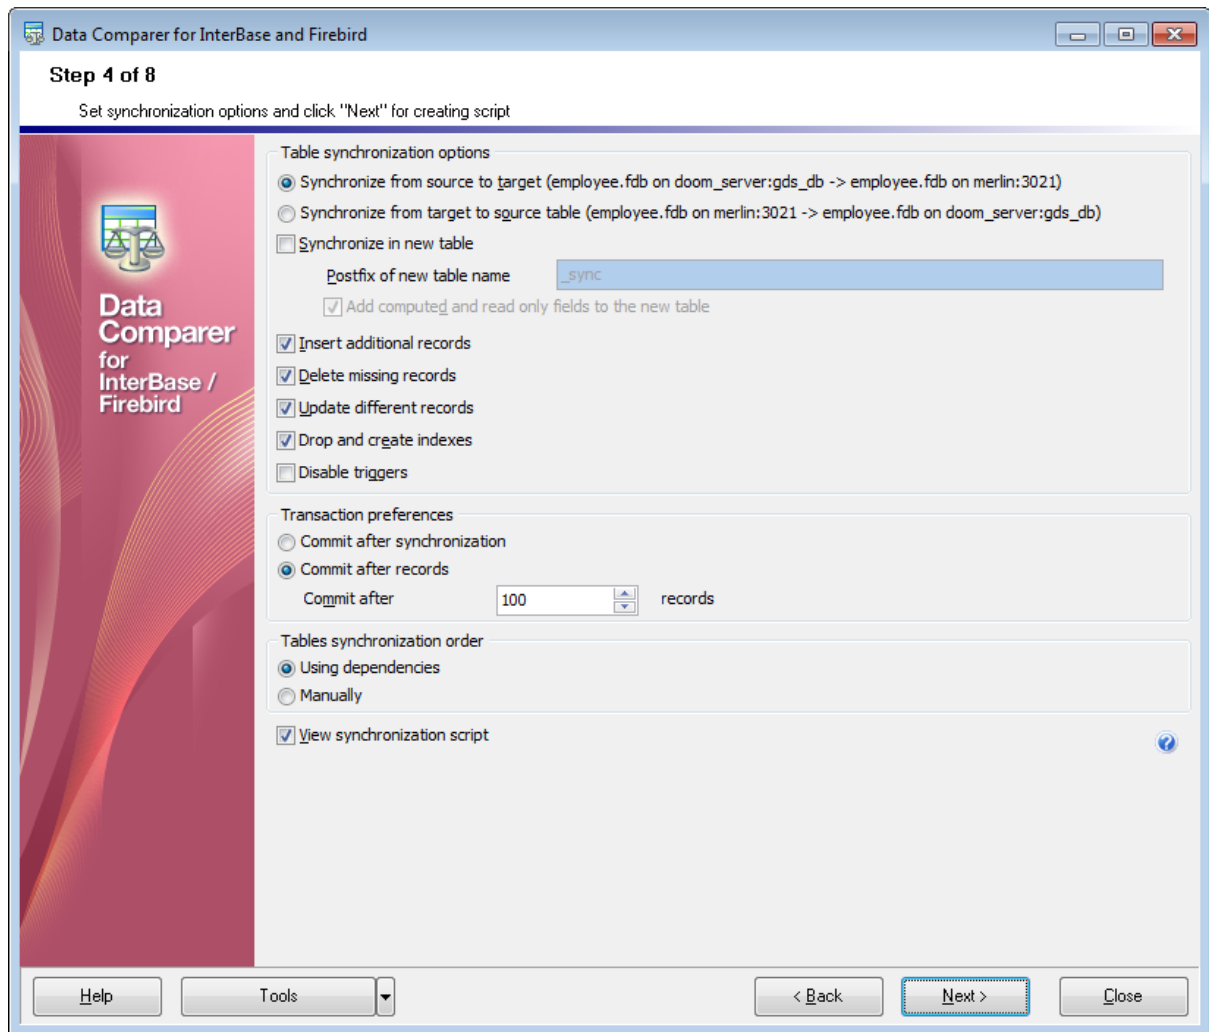 Data Comparer for InterBase and Firebird
Step 4 of 8
Set synchronization options and click "Next" for creating script
Data
Comparer
for
InterBase /
Firebird
Table synchronization options
Synchronize from source to target (employee.fdb on doom_server:gds_db -> employee.fdb on merlin:3021)
Synchronize from target to source table (employee.fdb on merlin:3021 -> employee.fdb on doom_server:gds_db)
Synchronize in new table
Postfix of new table name _sync
Add computed and read only fields to the new table
Insert additional records
Delete missing records
Update different records
Drop and create indexes
Disable triggers
Transaction preferences
Commit after synchronization
Commit after records
Commit after 100 records
Tables synchronization order
Using dependencies
Manually
View synchronization script
?
Help Tools < Back Next > Close